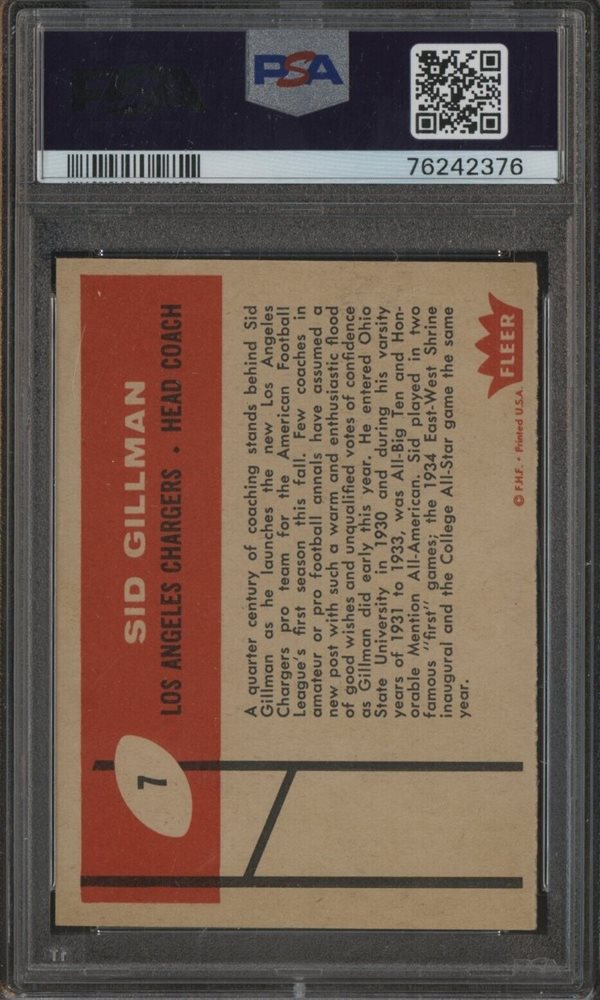 PSA
76242376
7
SID GILLMAN
LOS ANGELES CHARGERS • HEAD COACH
A quarter century of coaching stands behind Sid
Gillman as he launches the new Los Angeles
Chargers pro team for the American Football
League's first season this fall. Few coaches in
amateur or pro football annals have assumed a
new post with such a warm and enthusiastic flood
of good wishes and unqualified votes of confidence
as Gillman did early this year. He entered Ohio
State University in 1930 and during his varsity
years of 1931 to 1933, was All-Big Ten and Hon-
orable Mention All-American. Sid played in two
famous "first" games; the 1934 East-West Shrine
inaugural and the College All-Star game the same
year.
FLEER
© F.H.F. • Printed U.S.A.